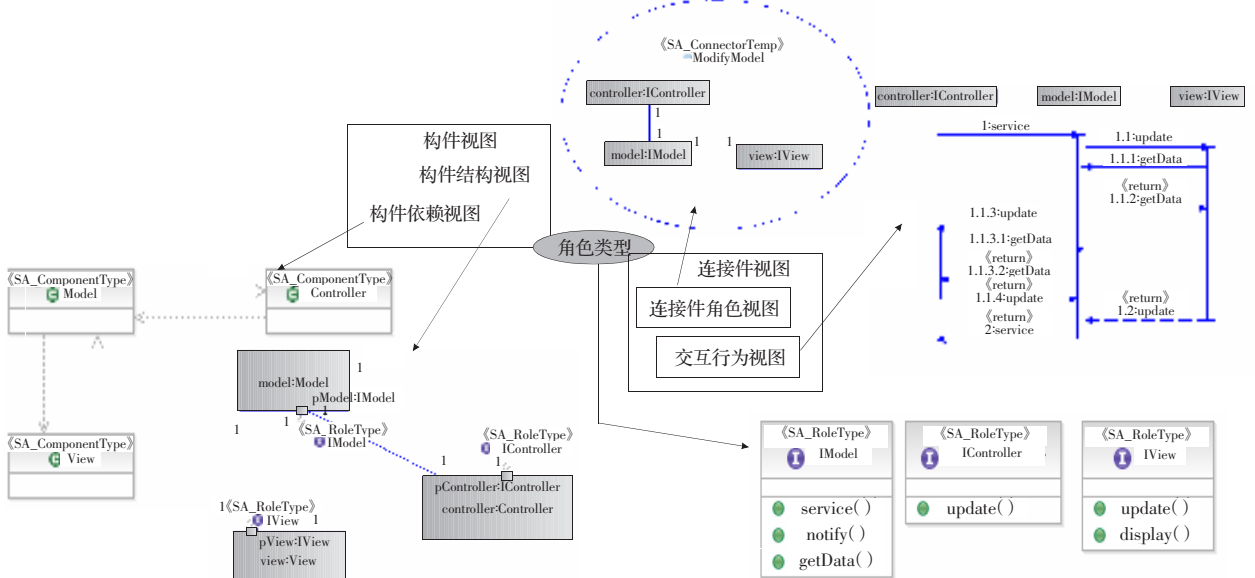 《SA_ConnectorTemp》
ModifyModel
controller:IController
1
1
model:IModel
1
1
view:IView
controller:IController
model:IModel
view:IView
1:service
1.1:update
1.1.1:getData
《return》
1.1.2:getData
1.1.3:update
1.1.3.1:getData
《return》
1.1.3.2:getData
《return》
1.1.4:update
《return》
2:service
《return》
1.2:update
构件视图
构件结构视图
构件依赖视图
角色类型
连接件视图
连接件角色视图
交互行为视图
《SA_ComponentType》
Model
《SA_ComponentType》
Controller
《SA_ComponentType》
View
model:Model
1
pModel:IModel
1
1
1
《SA_RoleType》
IModel
《SA_RoleType》
IController
1
1
pController:IController
controller:Controller
1《SA_RoleType》
IView
1
pView:IView
view:View
《SA_RoleType》
IModel
service( )
notify( )
getData( )
《SA_RoleType》
IController
update( )
《SA_RoleType》
IView
update( )
display( )